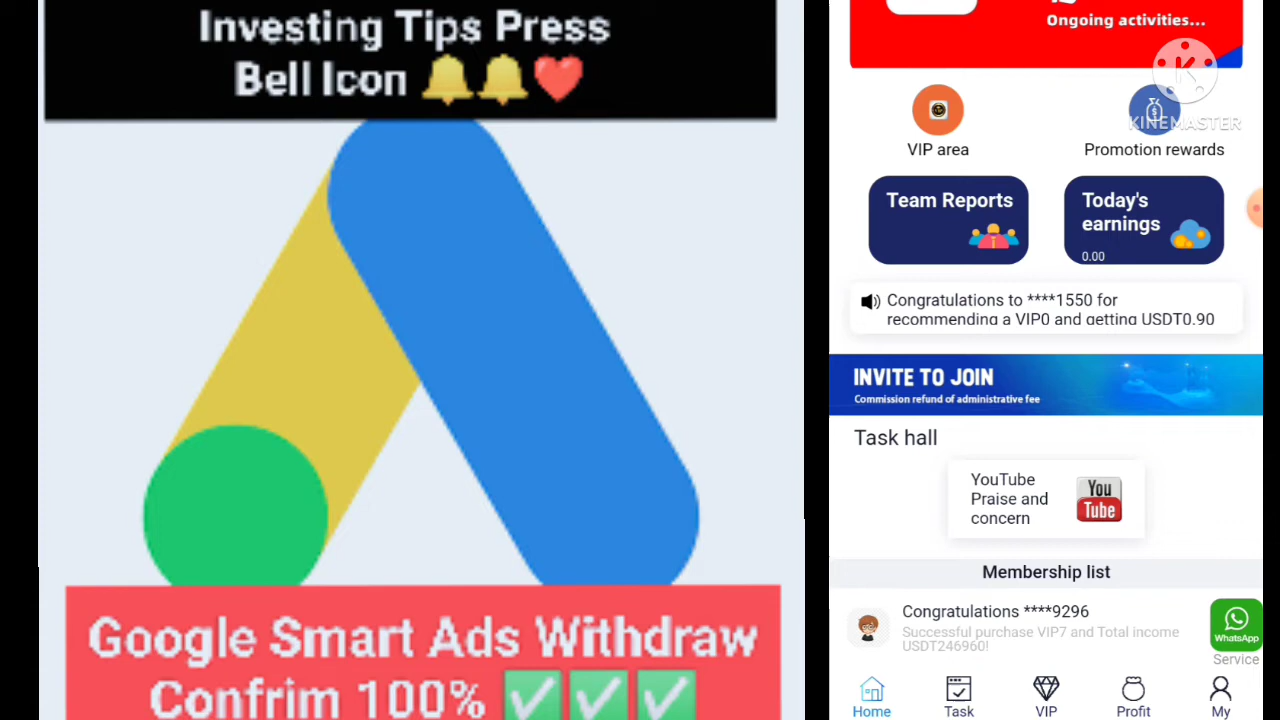 Investing Tips Press
Bell Icon 🔔🔔❤️
Google Smart Ads Withdraw
Confrim 100% ✅✅✅
Ongoing activities...
KINEMASTER
VIP area
Promotion rewards
Team Reports
Today's
earnings
0.00
Congratulations to ****1550 for
recommending a VIP0 and getting USDT0.90
INVITE TO JOIN
Commission refund of administrative fee
Task hall
YouTube
Praise and
concern
You
Tube
Membership list
Congratulations ****9296
Successful purchase VIP7 and Total income
USDT246960!
WhatsApp
Service
Home
Task
VIP
Profit
My